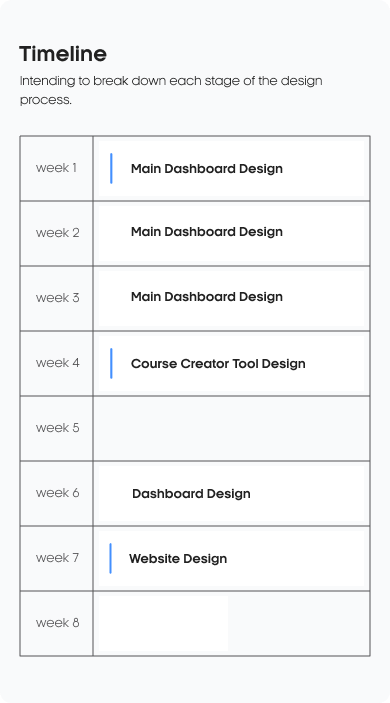 Timeline
Intending to break down each stage of the design
process.
week 1
Main Dashboard Design
week 2
Main Dashboard Design
week 3
Main Dashboard Design
week 4
Course Creator Tool Design
week 5
week 6
Dashboard Design
week 7
Website Design
week 8